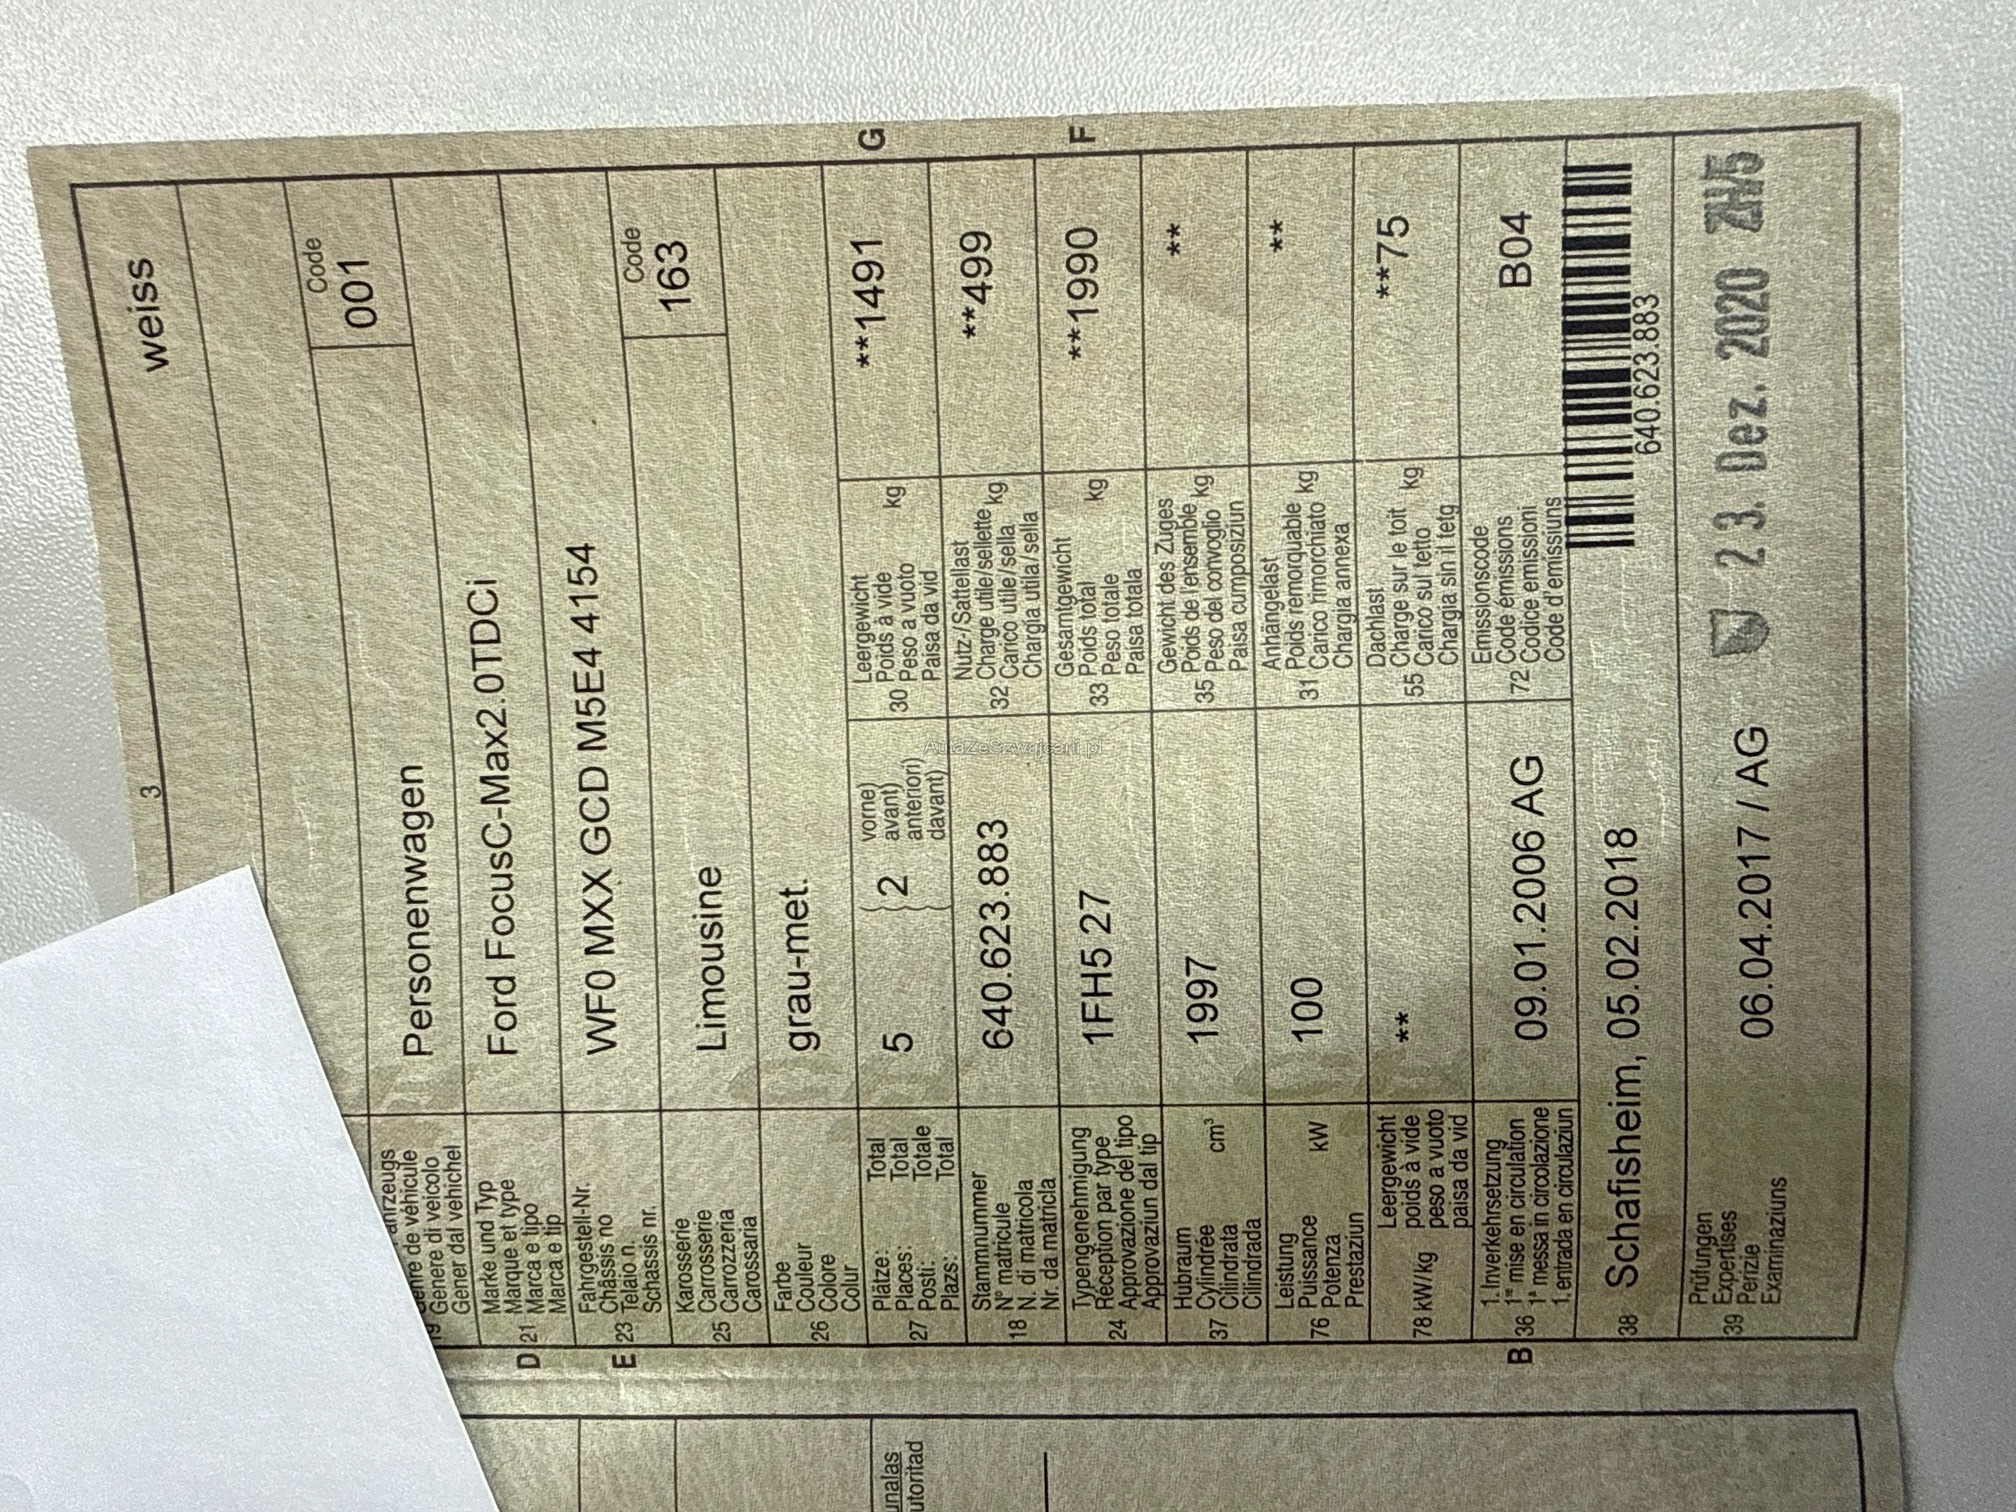 3
weiss
Code
001
ahrzeugs
Genre de véhicule
19 Genere di veicolo
Gener dal vehichel
Personenwagen
D 21 Marke und Typ
Marque et type
Marca e tipo
Marca e tip
Ford FocusC-Max2.0TDCi
E 23 Fahrgestell-Nr.
Châssis no
Telaio n.
Schassis nr.
WF0 MXX GCD M5E4 4154
25 Karosserie
Carrosserie
Carrozzeria
Carossaria
Limousine
Code
163
26 Farbe
Couleur
Colore
Colur
grau-met.
27 Plätze: Total
Places: Total
Posti: Totale
Plazs: Total
5
2 vorne)
avant)
anteriori)
davant)
30 Leergewicht
Poids à vide
Peso a vuoto
Paisa da vid
kg
**1491
G
18 Stammnummer
N° matricule
N. di matricola
Nr. da matricla
640.623.883
32 Nutz-/Sattellast
Charge utile/sellette
Carico utile/sella
Chargia utila/sella
kg
**499
24 Typengenehmigung
Réception par type
Approvazione del tipo
Approvaziun dal tip
1FH5 27
33 Gesamtgewicht
Poids total
Peso totale
Paisa totala
kg
**1990
F
37 Hubraum
Cylindrée
Cilindrata
Cilindrada
cm³
1997
35 Gewicht des Zuges
Poids de l'ensemble
Peso del convoglio
Paisa cumposiziun
kg
**
76 Leistung
Puissance
Potenza
Prestaziun
kW
100
31 Anhängelast
Poids remorquable
Carico rimorchiato
Chargia annexa
kg
**
78 kW/kg
Leergewicht
poids à vide
peso a vuoto
paisa da vid
**
55 Dachlast
Charge sur le toit
Carico sul tetto
Chargia sin il tetg
kg
**75
B 36 1. Inverkehrsetzung
1re mise en circulation
1a messa in circolazione
1. entrada en circulaziun
09.01.2006 AG
72 Emissionscode
Code émissions
Codice emissioni
Code d'emissiuns
B04
38 Schafisheim, 05.02.2018
640.623.883
39 Prüfungen
Expertises
Perizie
Examinaziuns
06.04.2017 / AG
23. Dez. 2020 ZH/5
unalas
utoritad
AutaZeSzwajcarii.pl